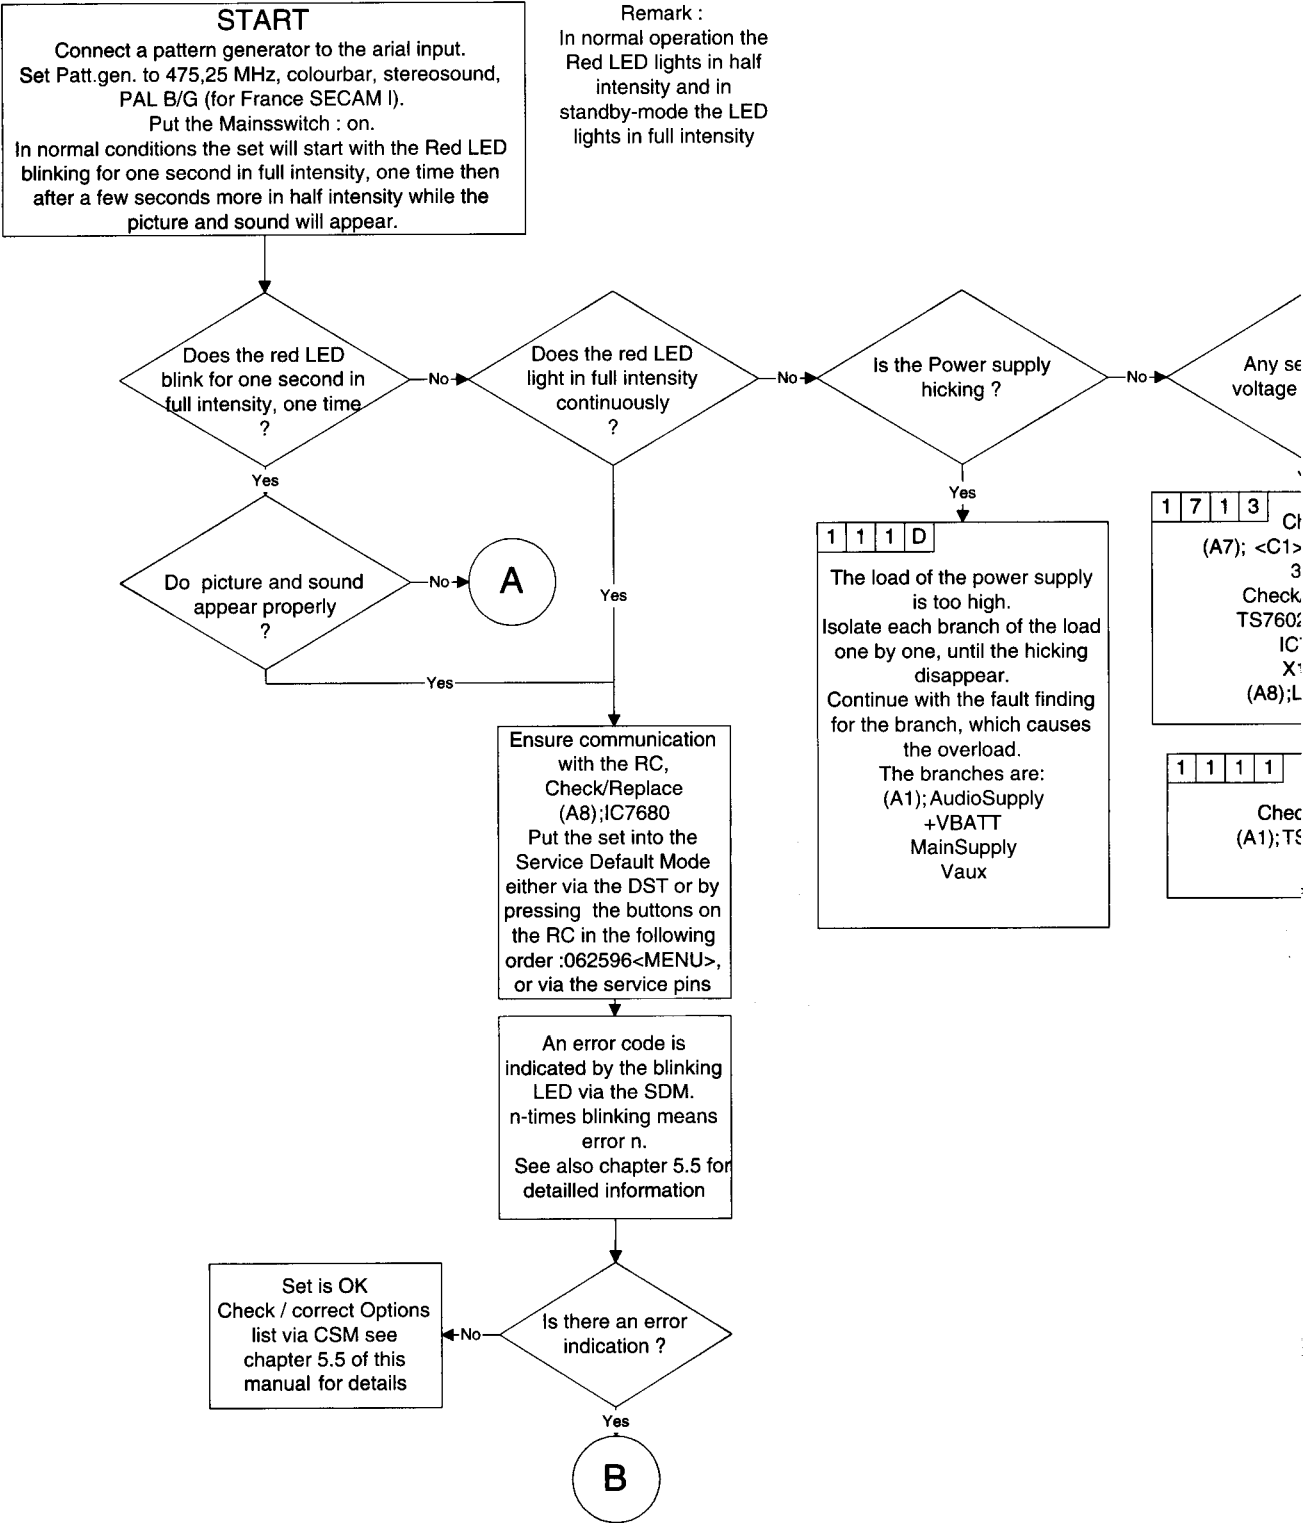 START
Connect a pattern generator to the arial input.
Set Patt.gen. to 475,25 MHz, colourbar, stereosound,
PAL B/G (for France SECAM I).
Put the Mainsswitch : on.
In normal conditions the set will start with the Red LED
blinking for one second in full intensity, one time then
after a few seconds more in half intensity while the
picture and sound will appear.
Remark :
In normal operation the
Red LED lights in half
intensity and in
standby-mode the LED
lights in full intensity
Does the red LED
blink for one second in
full intensity, one time
?
No
Does the red LED
light in full intensity
continuously
?
No
Is the Power supply
hicking ?
No
Any se
voltage
Yes
Do picture and sound
appear properly
?
No
A
Yes
Yes
Yes
1 1 1 D
The load of the power supply
is too high.
Isolate each branch of the load
one by one, until the hicking
disappear.
Continue with the fault finding
for the branch, which causes
the overload.
The branches are:
(A1);AudioSupply
+VBATT
MainSupply
Vaux
1 7 1 3
Ch
(A7); <C1>
3
Check/
TS7602
IC7
X1
(A8);L
1 1 1 1
Chec
(A1);TS
Ensure communication
with the RC,
Check/Replace
(A8);IC7680
Put the set into the
Service Default Mode
either via the DST or by
pressing the buttons on
the RC in the following
order :062596<MENU>,
or via the service pins
An error code is
indicated by the blinking
LED via the SDM.
n-times blinking means
error n.
See also chapter 5.5 for
detailled information
Is there an error
indication ?
No
Set is OK
Check / correct Options
list via CSM see
chapter 5.5 of this
manual for details
Yes
B